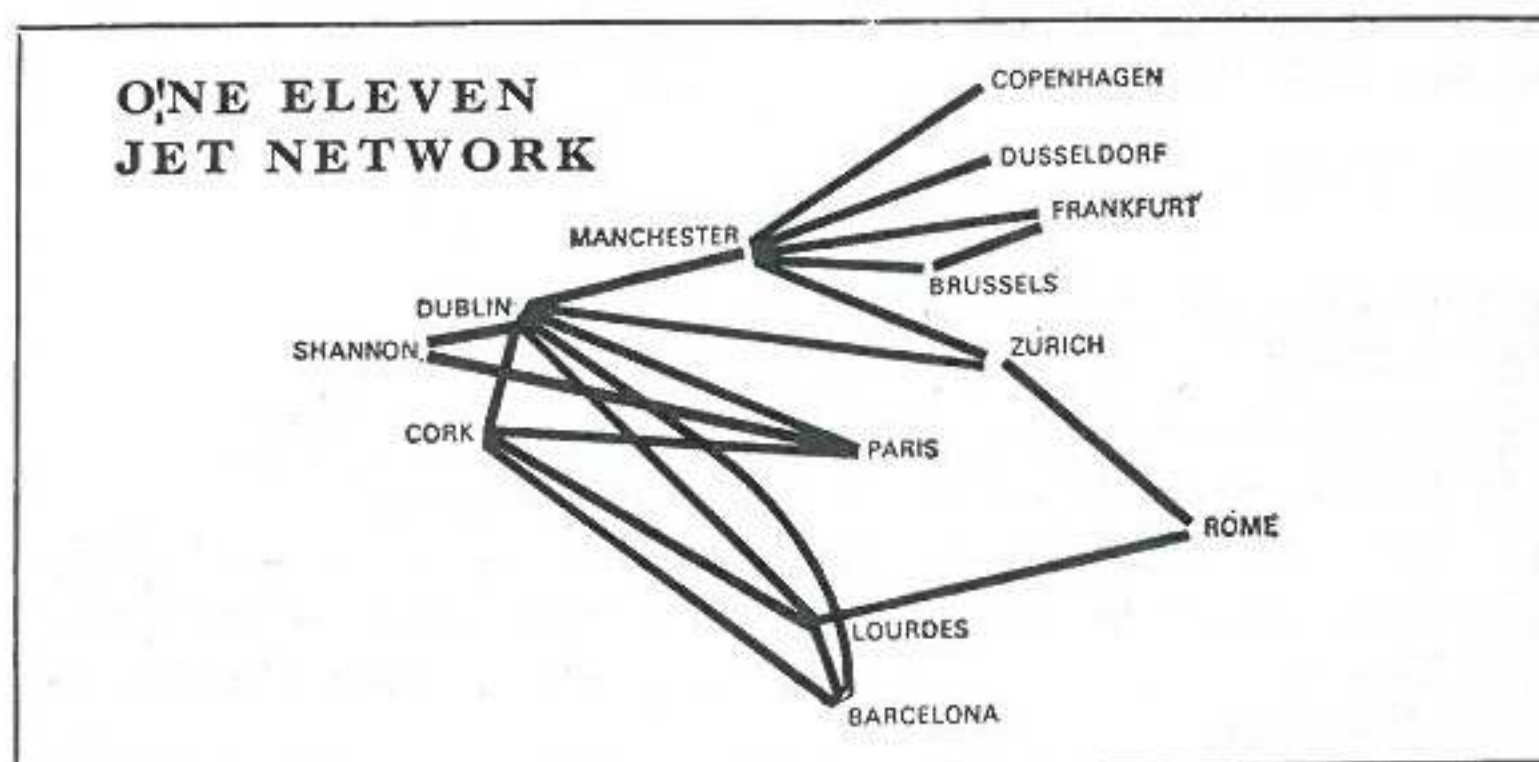 ONE ELEVEN
JET NETWORK
COPENHAGEN
DUSSELDORF
FRANKFURT
MANCHESTER
BRUSSELS
DUBLIN
SHANNON
ZURICH
CORK
PARIS
ROME
LOURDES
BARCELONA